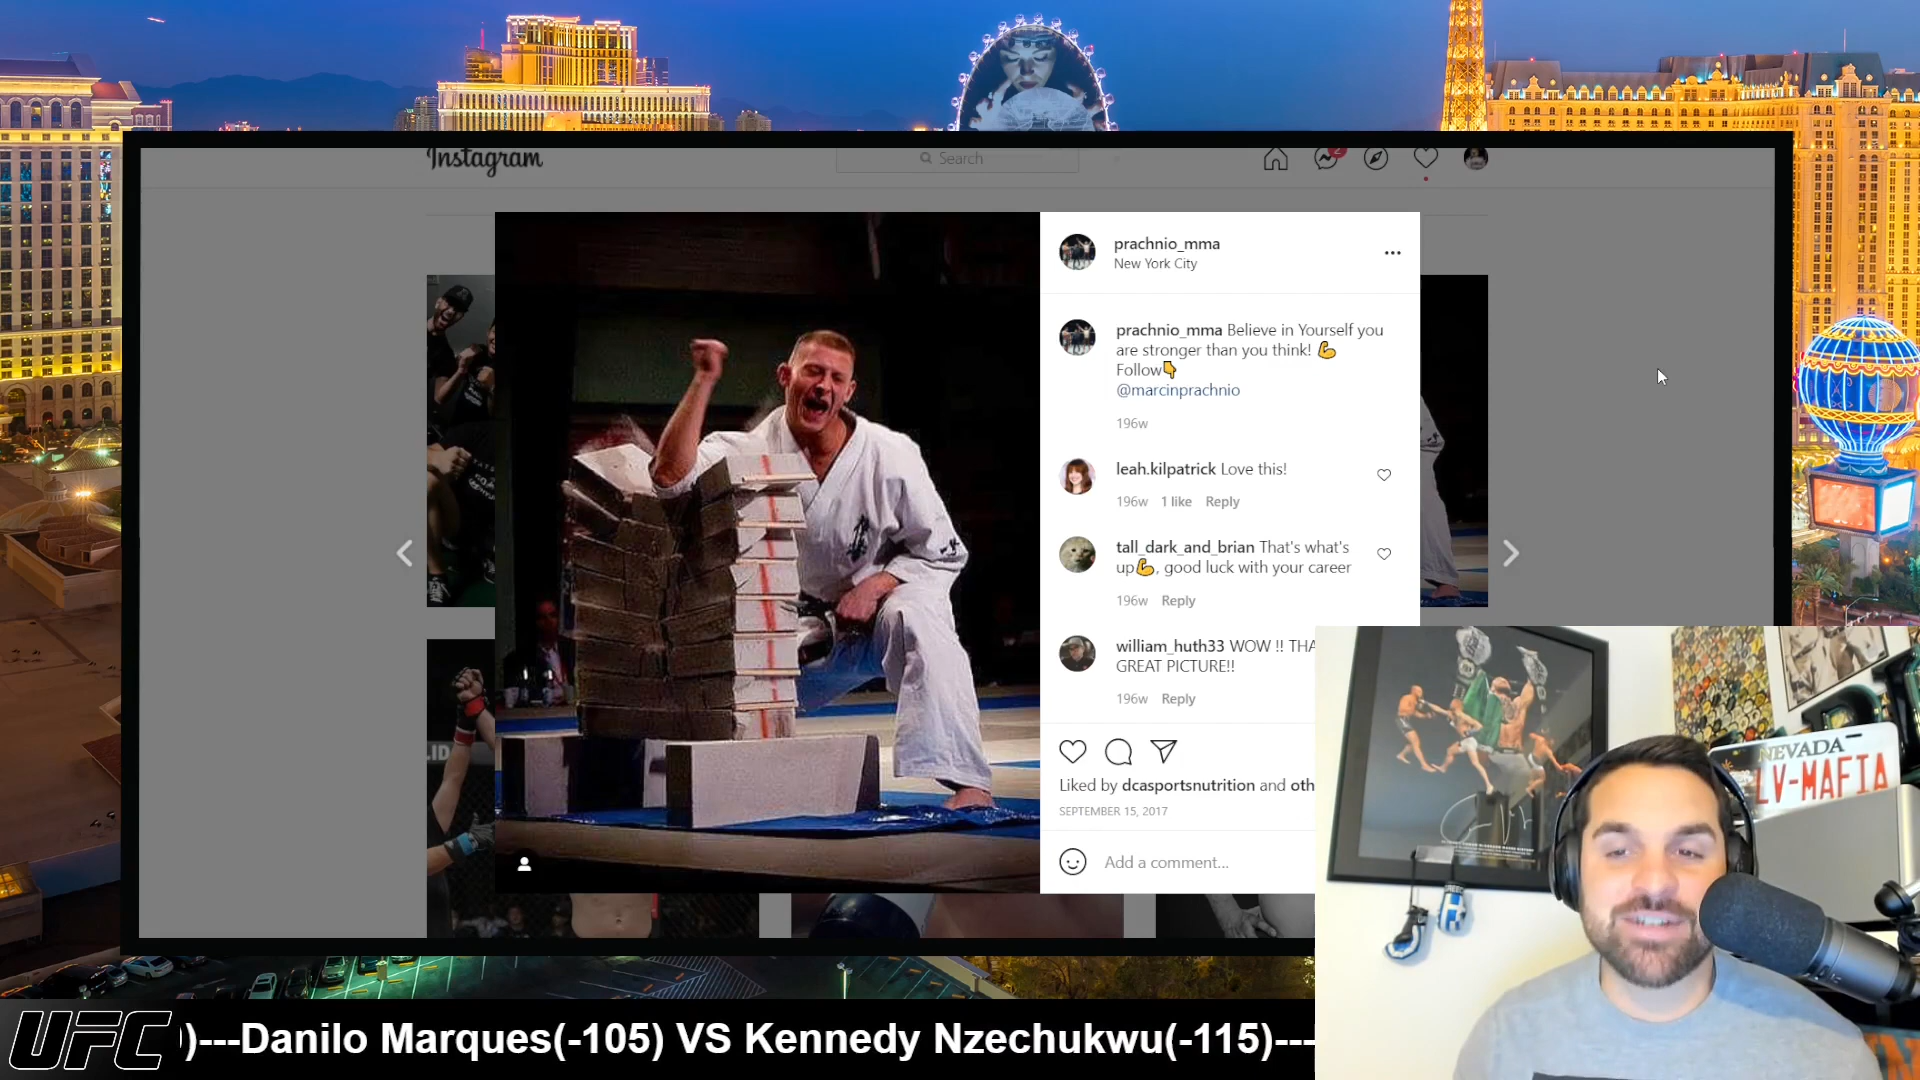 Instagram
Search
2
prachnio_mma
New York City
prachnio_mma Believe in Yourself you
are stronger than you think! 💪
Follow👇
@marcinprachnio
196w
leah.kilpatrick Love this!
196w 1 like Reply
tall_dark_and_brian That's what's
up💪, good luck with your career
196w Reply
william_huth33 WOW !! THA
GREAT PICTURE!!
196w Reply
Liked by dcasportsnutrition and oth
SEPTEMBER 15, 2017
Add a comment...
NEVADA
LV-MAFIA
UFC
)---Danilo Marques(-105) VS Kennedy Nzechukwu(-115)---